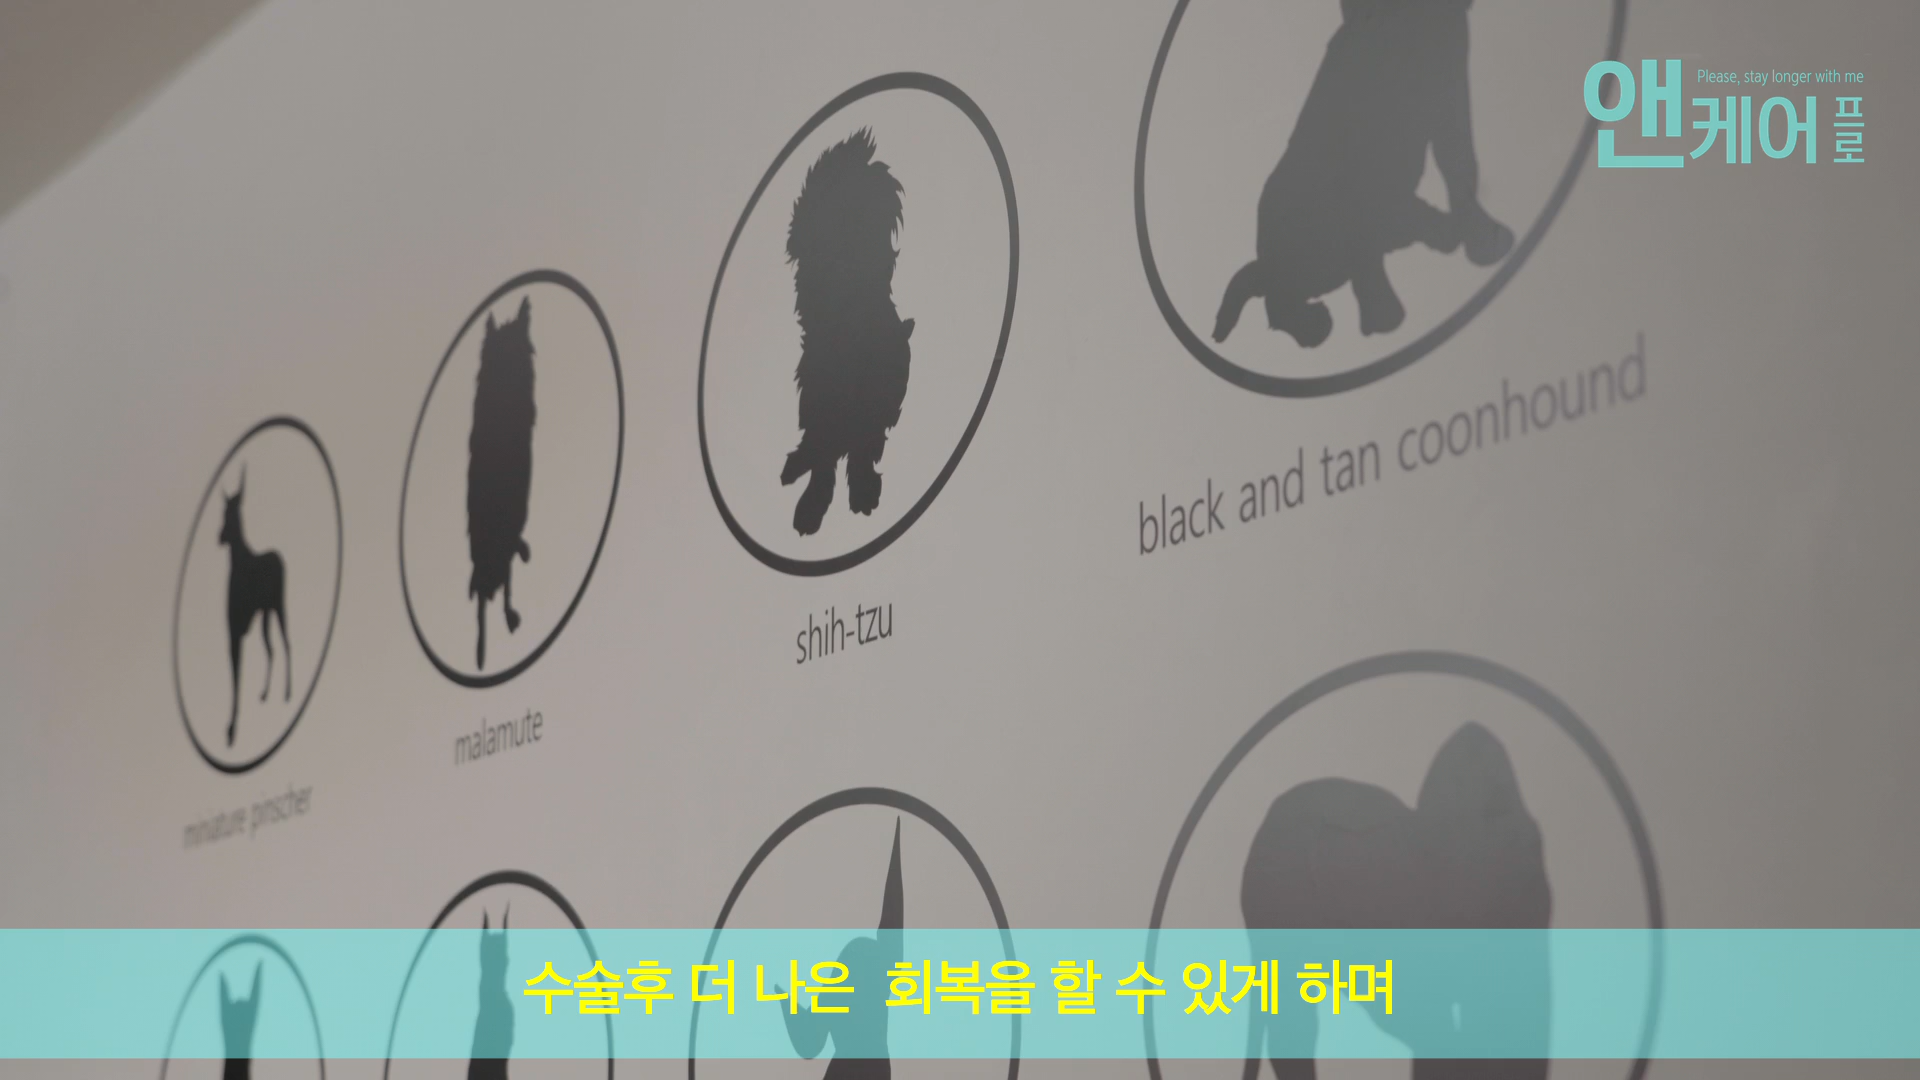 Please, stay longer with me
앤케어 프로
black and tan coonhound
shih-tzu
malamute
miniature pinscher
수술후 더 나은 회복을 할 수 있게 하며